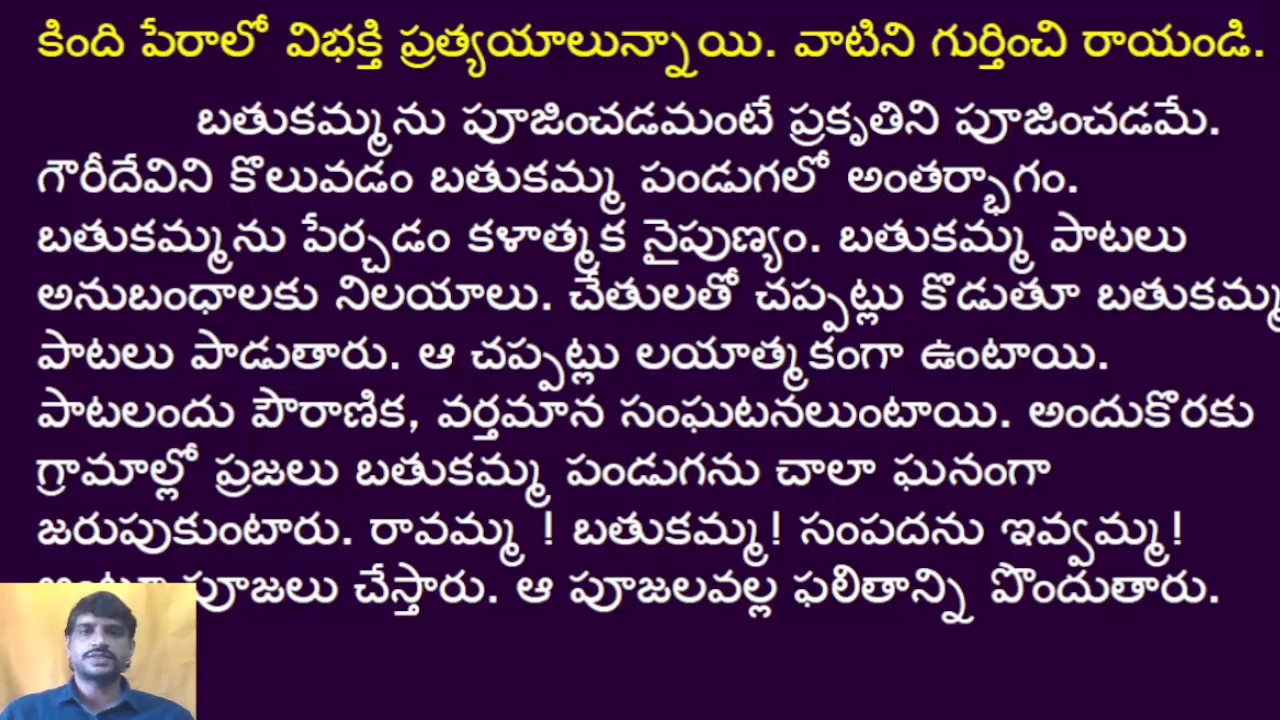 కింది పేరాలో విభక్తి ప్రత్యయాలున్నాయి. వాటిని గుర్తించి రాయండి.
బతుకమ్మను పూజించడమంటే ప్రకృతిని పూజించడమే.
గౌరీదేవిని కొలువడం బతుకమ్మ పండుగలో అంతర్భాగం.
బతుకమ్మను పేర్చడం కళాత్మక నైపుణ్యం. బతుకమ్మ పాటలు
అనుబంధాలకు నిలయాలు. చేతులతో చప్పట్లు కొడుతూ బతుకమ్మ
పాటలు పాడుతారు. ఆ చప్పట్లు లయాత్మకంగా ఉంటాయి.
పాటలందు పౌరాణిక, వర్తమాన సంఘటనలుంటాయి. అందుకొరకు
గ్రామాల్లో ప్రజలు బతుకమ్మ పండుగను చాలా ఘనంగా
జరుపుకుంటారు. రావమ్మ ! బతుకమ్మ! సంపదను ఇవ్వమ్మ!
పూజలు చేస్తారు. ఆ పూజలవల్ల ఫలితాన్ని పొందుతారు.